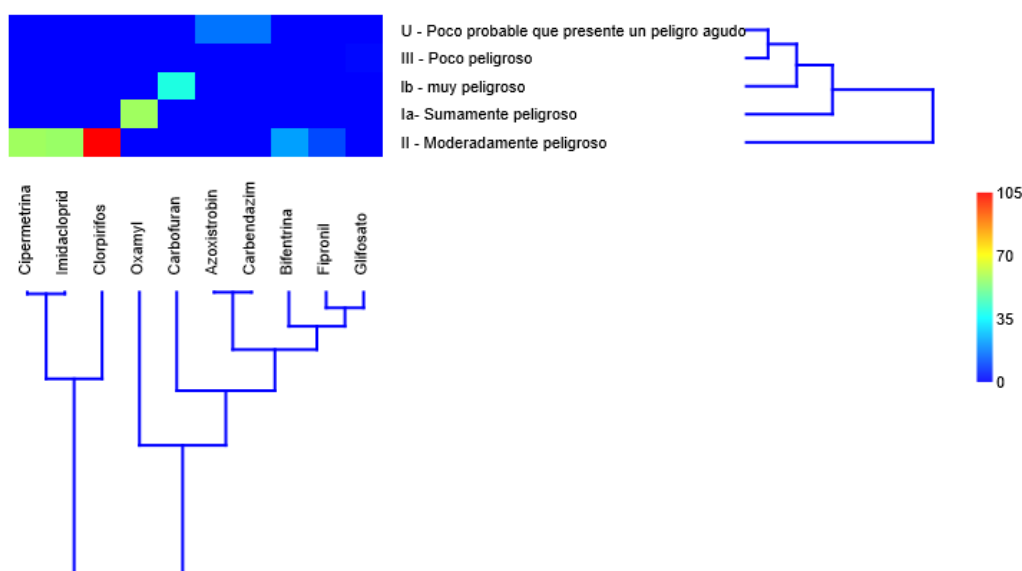 U - Poco probable que presente un peligro agudo
III - Poco peligroso
Ib - muy peligroso
Ia- Sumamente peligroso
II - Moderadamente peligroso
Cipermetrina
Imidacloprid
Clorpirifos
Oxamyl
Carbofuran
Azoxistrobin
Carbendazim
Bifentrina
Fipronil
Glifosato
105
70
35
0